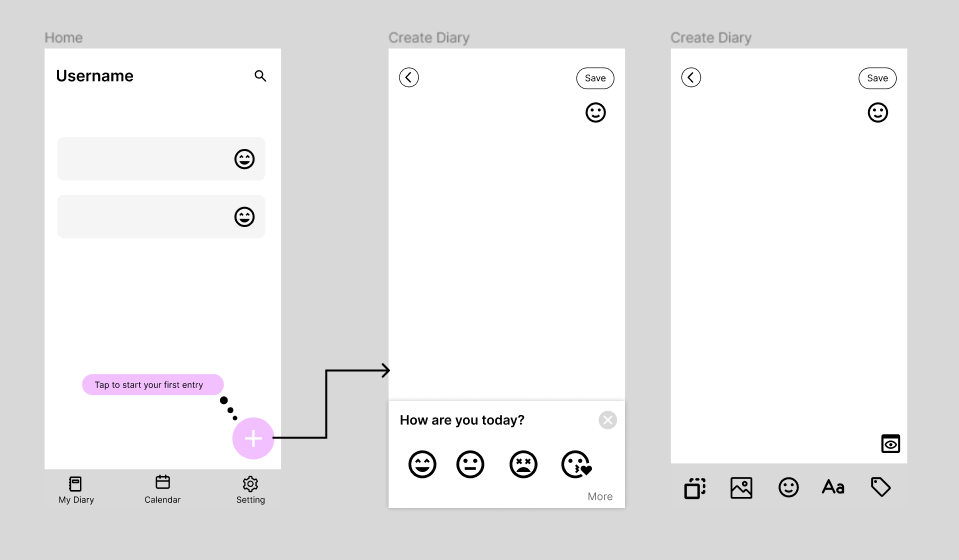 Home
Username
Tap to start your first entry
My Diary
Calendar
Setting
Create Diary
Save
How are you today?
More
Create Diary
Save
Aa